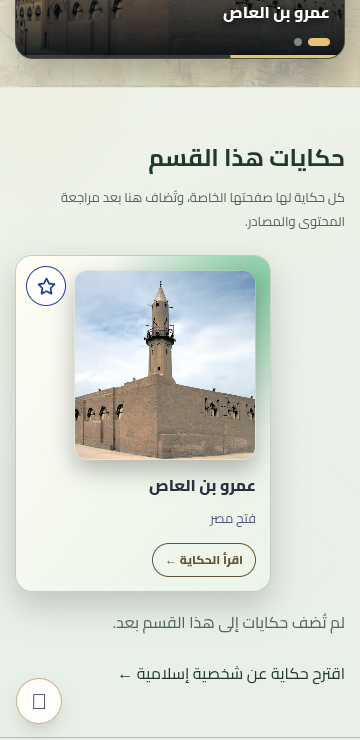 عمرو بن العاص
حكايات هذا القسم
كل حكاية لها صفحتها الخاصة، وتُضاف هنا بعد مراجعة
المحتوى والمصادر.
عمرو بن العاص
فتح مصر
اقرأ الحكاية ←
لم تُضف حكايات إلى هذا القسم بعد.
اقترح حكاية عن شخصية إسلامية ←